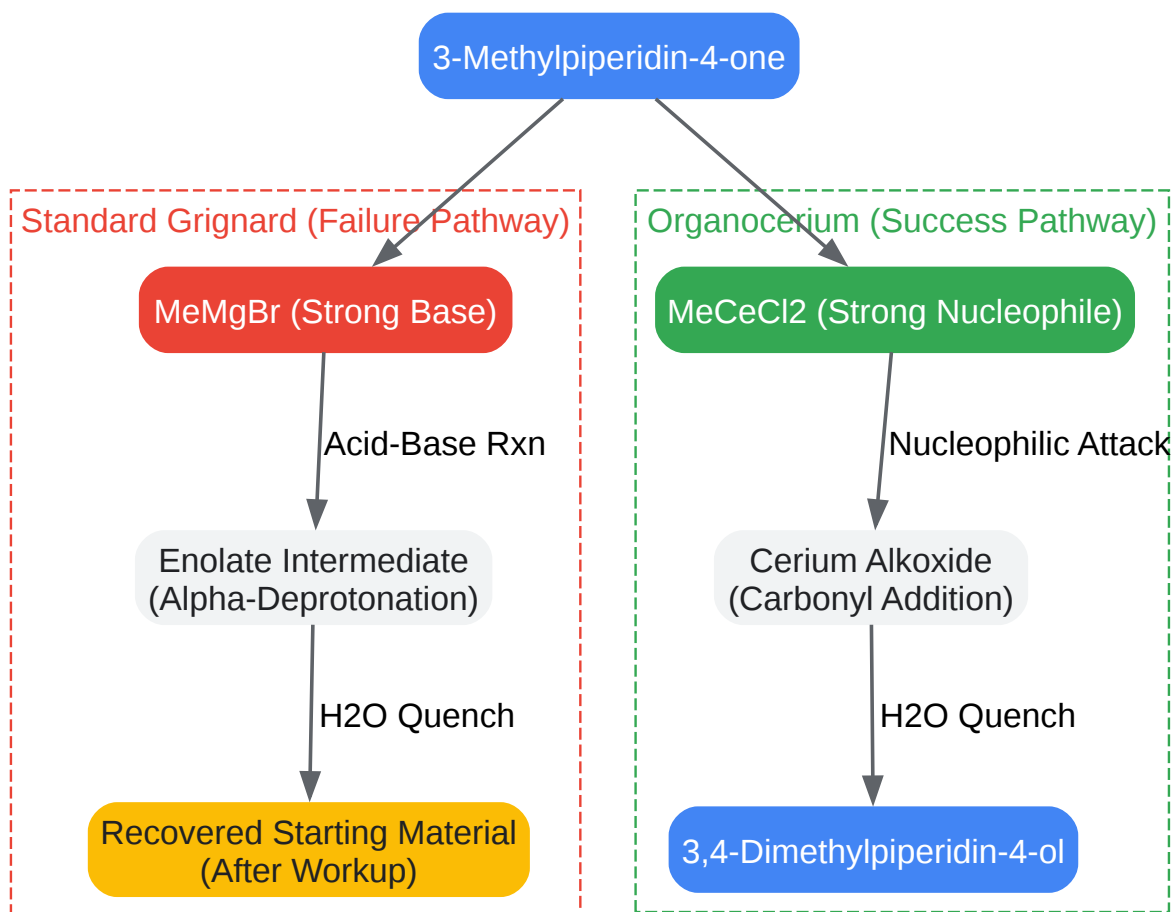 3-Methylpiperidin-4-one
Standard Grignard (Failure Pathway)
MeMgBr (Strong Base)
Acid-Base Rxn
Enolate Intermediate
(Alpha-Deprotonation)
H2O Quench
Recovered Starting Material
(After Workup)
Organocerium (Success Pathway)
MeCeCl2 (Strong Nucleophile)
Nucleophilic Attack
Cerium Alkoxide
(Carbonyl Addition)
H2O Quench
3,4-Dimethylpiperidin-4-ol